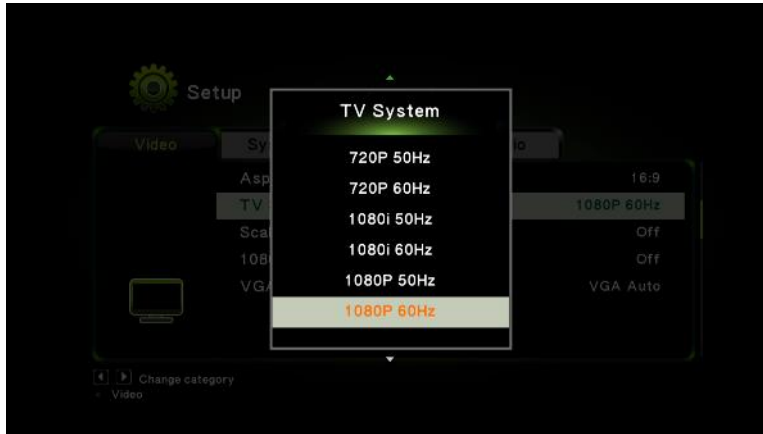 Setup
TV System
Video
720P 50Hz
720P 60Hz
1080i 50Hz
1080i 60Hz
1080P 50Hz
1080P 60Hz
16:9
TV
1080P 60Hz
Off
Off
VGA Auto
Change category
Video